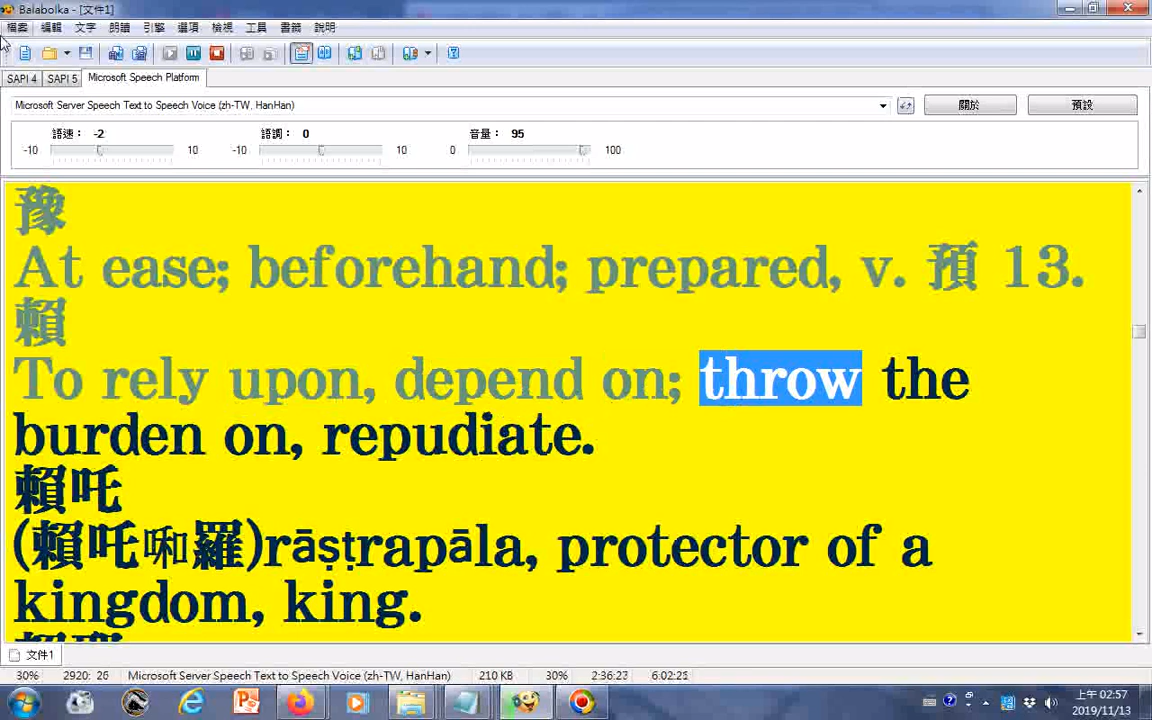 Balabolka - [文件1]
檔案 編輯 文字 朗讀 引擎 選項 檢視 工具 書籤 說明
SAPI 4 SAPI 5 Microsoft Speech Platform
Microsoft Server Speech Text to Speech Voice (zh-TW, HanHan) 關於 預設
語速： -2 語調： 0 音量： 95
-10 10 -10 10 0 100
豫
At ease; beforehand; prepared, v. 預 13.
賴
To rely upon, depend on; throw the
burden on, repudiate.
賴吒
(賴吒啝羅)rāṣṭrapāla, protector of a
kingdom, king.
文件1
30% 2920: 26 Microsoft Server Speech Text to Speech Voice (zh-TW, HanHan) 210 KB 30% 2:36:23 6:02:25
上午 02:57
2019/11/13